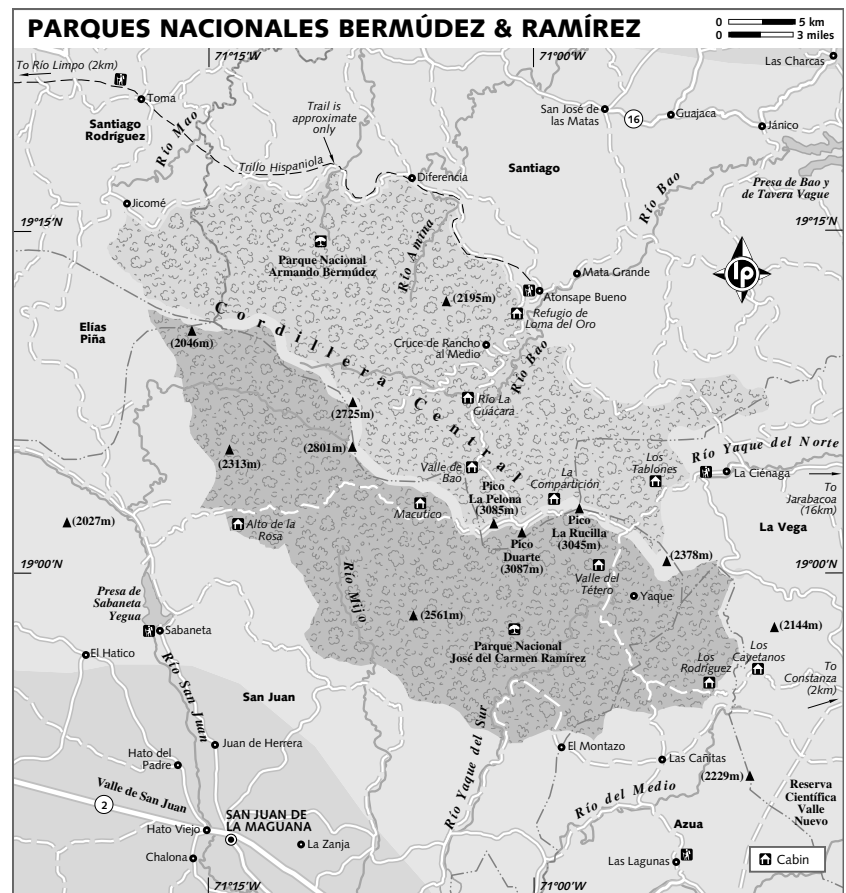 PARQUES NACIONALES BERMÚDEZ & RAMÍREZ
0 5 km
0 3 miles
71°15'W
71°00'W
To Río Limpo (2km)
Las Charcas
Toma
Trail is
approximate
only
San José de
las Matas
16
Guajaca
Jánico
Santiago
Rodríguez
Río Mao
Trillo Hispaniola
Santiago
Diferencia
Río Bao
Presa de Bao y
de Tavera Vague
Jicomé
19°15'N
19°15'N
Parque Nacional
Armando Bermúdez
Río Amina
lp
Mata Grande
Atonsape Bueno
(2195m)
Refugio de
Loma del Oro
Cordillera Central
Elías
Piña
(2046m)
Cruce de Rancho
al Medio
Río Bao
(2725m)
Río La
Guácara
(2801m)
(2313m)
Valle de
Bao
La
Compartición
Los
Tablones
Río Yaque del Norte
La Ciénaga
To
Jarabacoa
(16km)
Pico
La Pelona
(3085m)
Macutico
Alto de la
Rosa
(2027m)
Pico
Duarte
(3087m)
Pico
La Rucilla
(3045m)
La Vega
19°00'N
19°00'N
(2378m)
Valle del
Tétero
Yaque
Presa de
Sabaneta
Yegua
Río Mijo
(2561m)
Sabaneta
Parque Nacional
José del Carmen Ramírez
(2144m)
Los
Cayetanos
Los
Rodríguez
To
Constanza
(2km)
El Hatico
Río San Juan
San Juan
Juan de Herrera
Hato del
Padre
Río Yaque del Sur
El Montazo
Las Cañitas
(2229m)
Río del Medio
Reserva
Científica
Valle
Nuevo
Valle de San Juan
2
SAN JUAN DE
LA MAGUANA
Hato Viejo
La Zanja
Chalona
Azua
Las Lagunas
Cabin
71°15'W
71°00'W